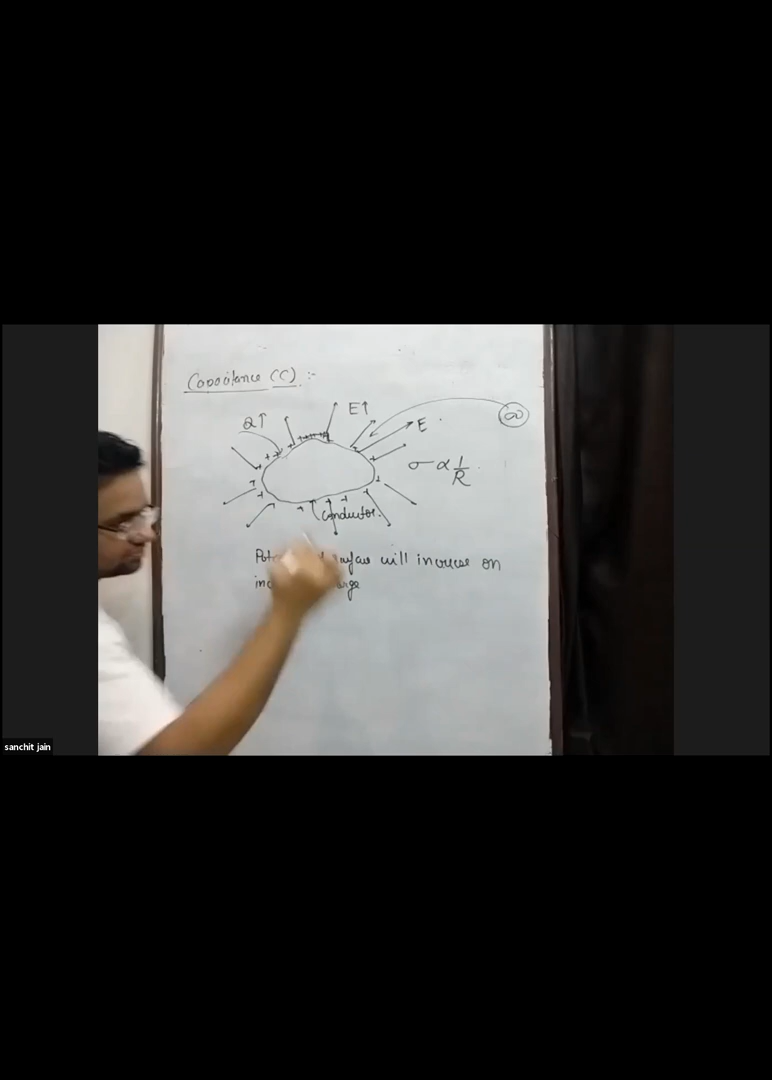 Capacitance (C) :-
Q↑
E↑
E
∞
σ ∝ 1/R
Conductor.
will increase on
sanchit jain